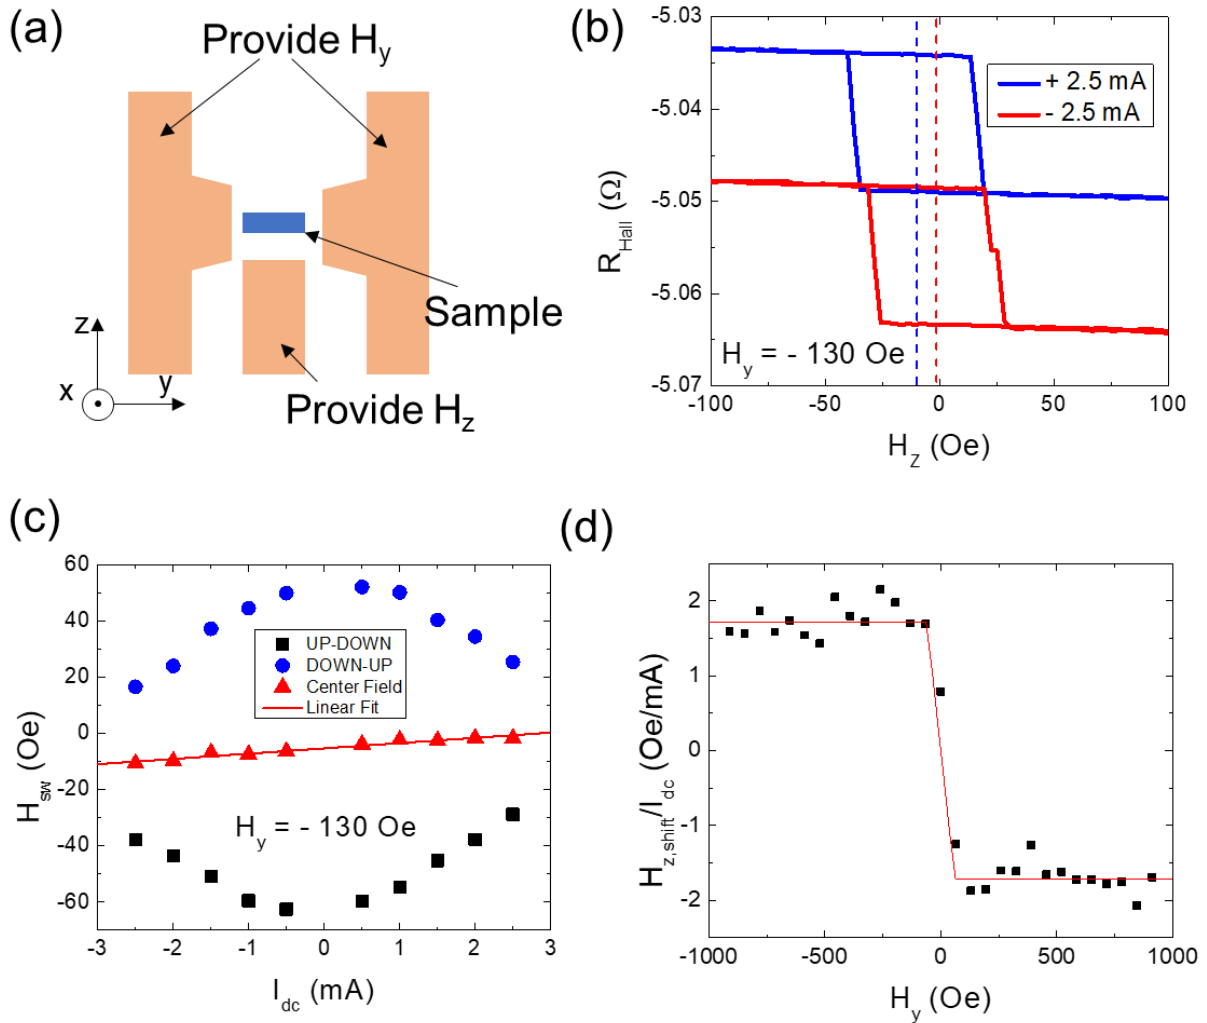 (a)
Provide Hy
Sample
Provide Hz
z
x
y
(b)
-5.03
-5.04
-5.05
-5.06
-5.07
RHall (Ω)
+ 2.5 mA
- 2.5 mA
Hy = - 130 Oe
-100
-50
0
50
100
HZ (Oe)
(c)
60
40
20
0
-20
-40
-60
Hsw (Oe)
UP-DOWN
DOWN-UP
Center Field
Linear Fit
Hy = - 130 Oe
-3
-2
-1
0
1
2
3
Idc (mA)
(d)
2
1
0
-1
-2
Hz,shift/Idc (Oe/mA)
-1000
-500
0
500
1000
Hy (Oe)